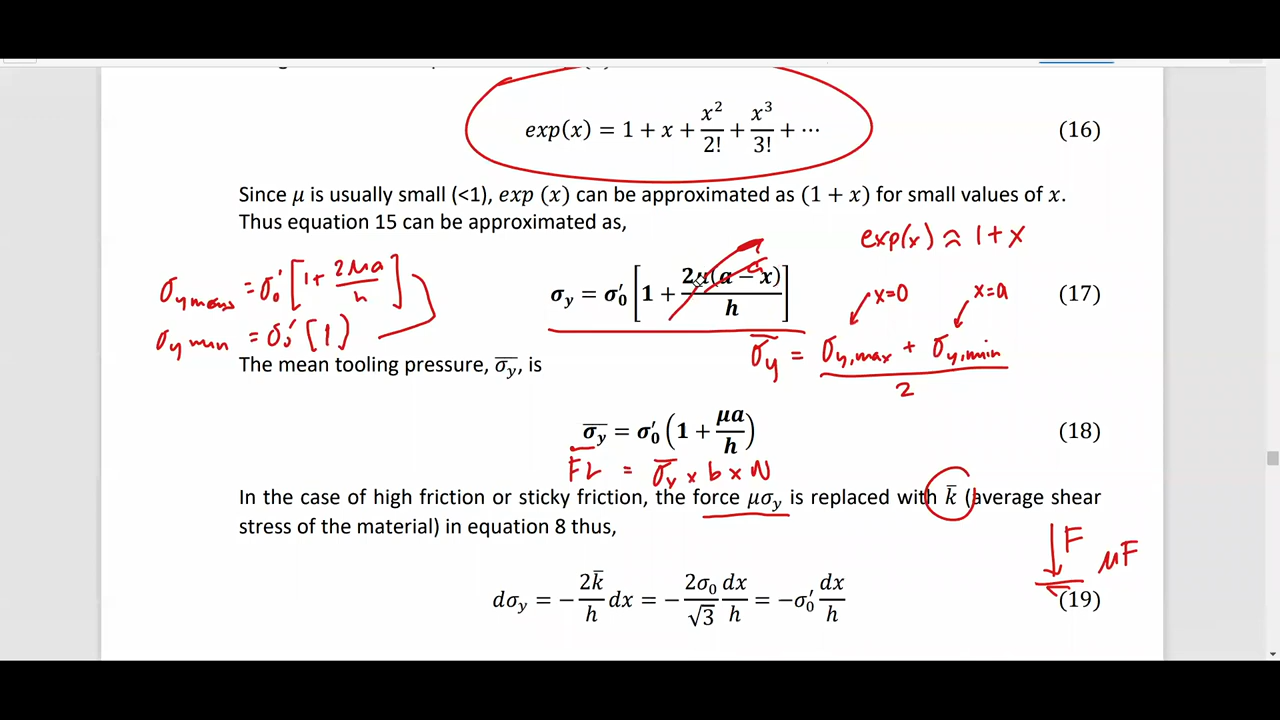 exp(x) = 1 + x + x²/2! + x³/3! + ⋯ (16)
Since μ is usually small (<1), exp (x) can be approximated as (1 + x) for small values of x.
Thus equation 15 can be approximated as,
exp(x) ≈ 1 + x
σy = σ0′ [1 + 2μ(a − x)/h] (17)
σy max = σ0′ [1 + 2μa/h]
σy min = σ0′ [1]
x=0 x=a
σ̅y = (σy,max + σy,min)/2
The mean tooling pressure, σ̅y, is
σ̅y = σ0′ (1 + μa/h) (18)
= σ̅y × b × w
In the case of high friction or sticky friction, the force μσy is replaced with k̅ (average shear
stress of the material) in equation 8 thus,
F μF
dσy = − 2k̅/h dx = − 2σ0/√3 dx/h = −σ0′ dx/h (19)